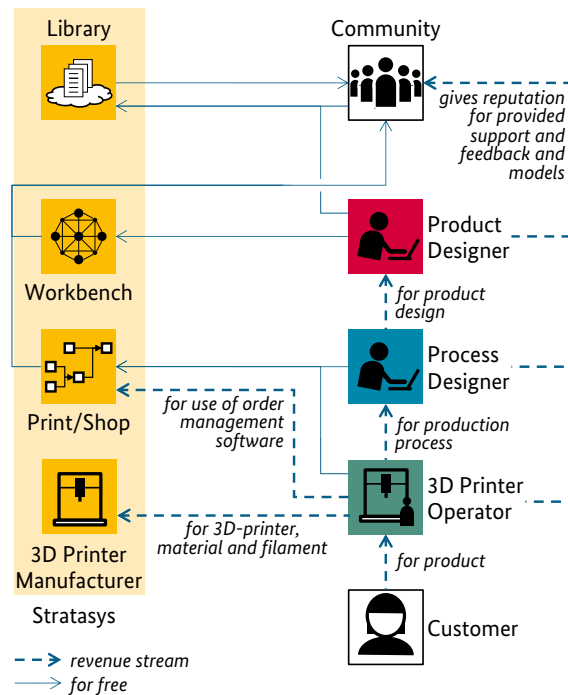 Library
Community
gives reputation
for provided
support and
feedback and
models
Product
Designer
Workbench
for product
design
Process
Designer
for use of order
management
software
Print/Shop
for production
process
3D Printer
Operator
for 3D-printer,
material and filament
3D Printer
Manufacturer
for product
Stratasys
Customer
revenue stream
for free